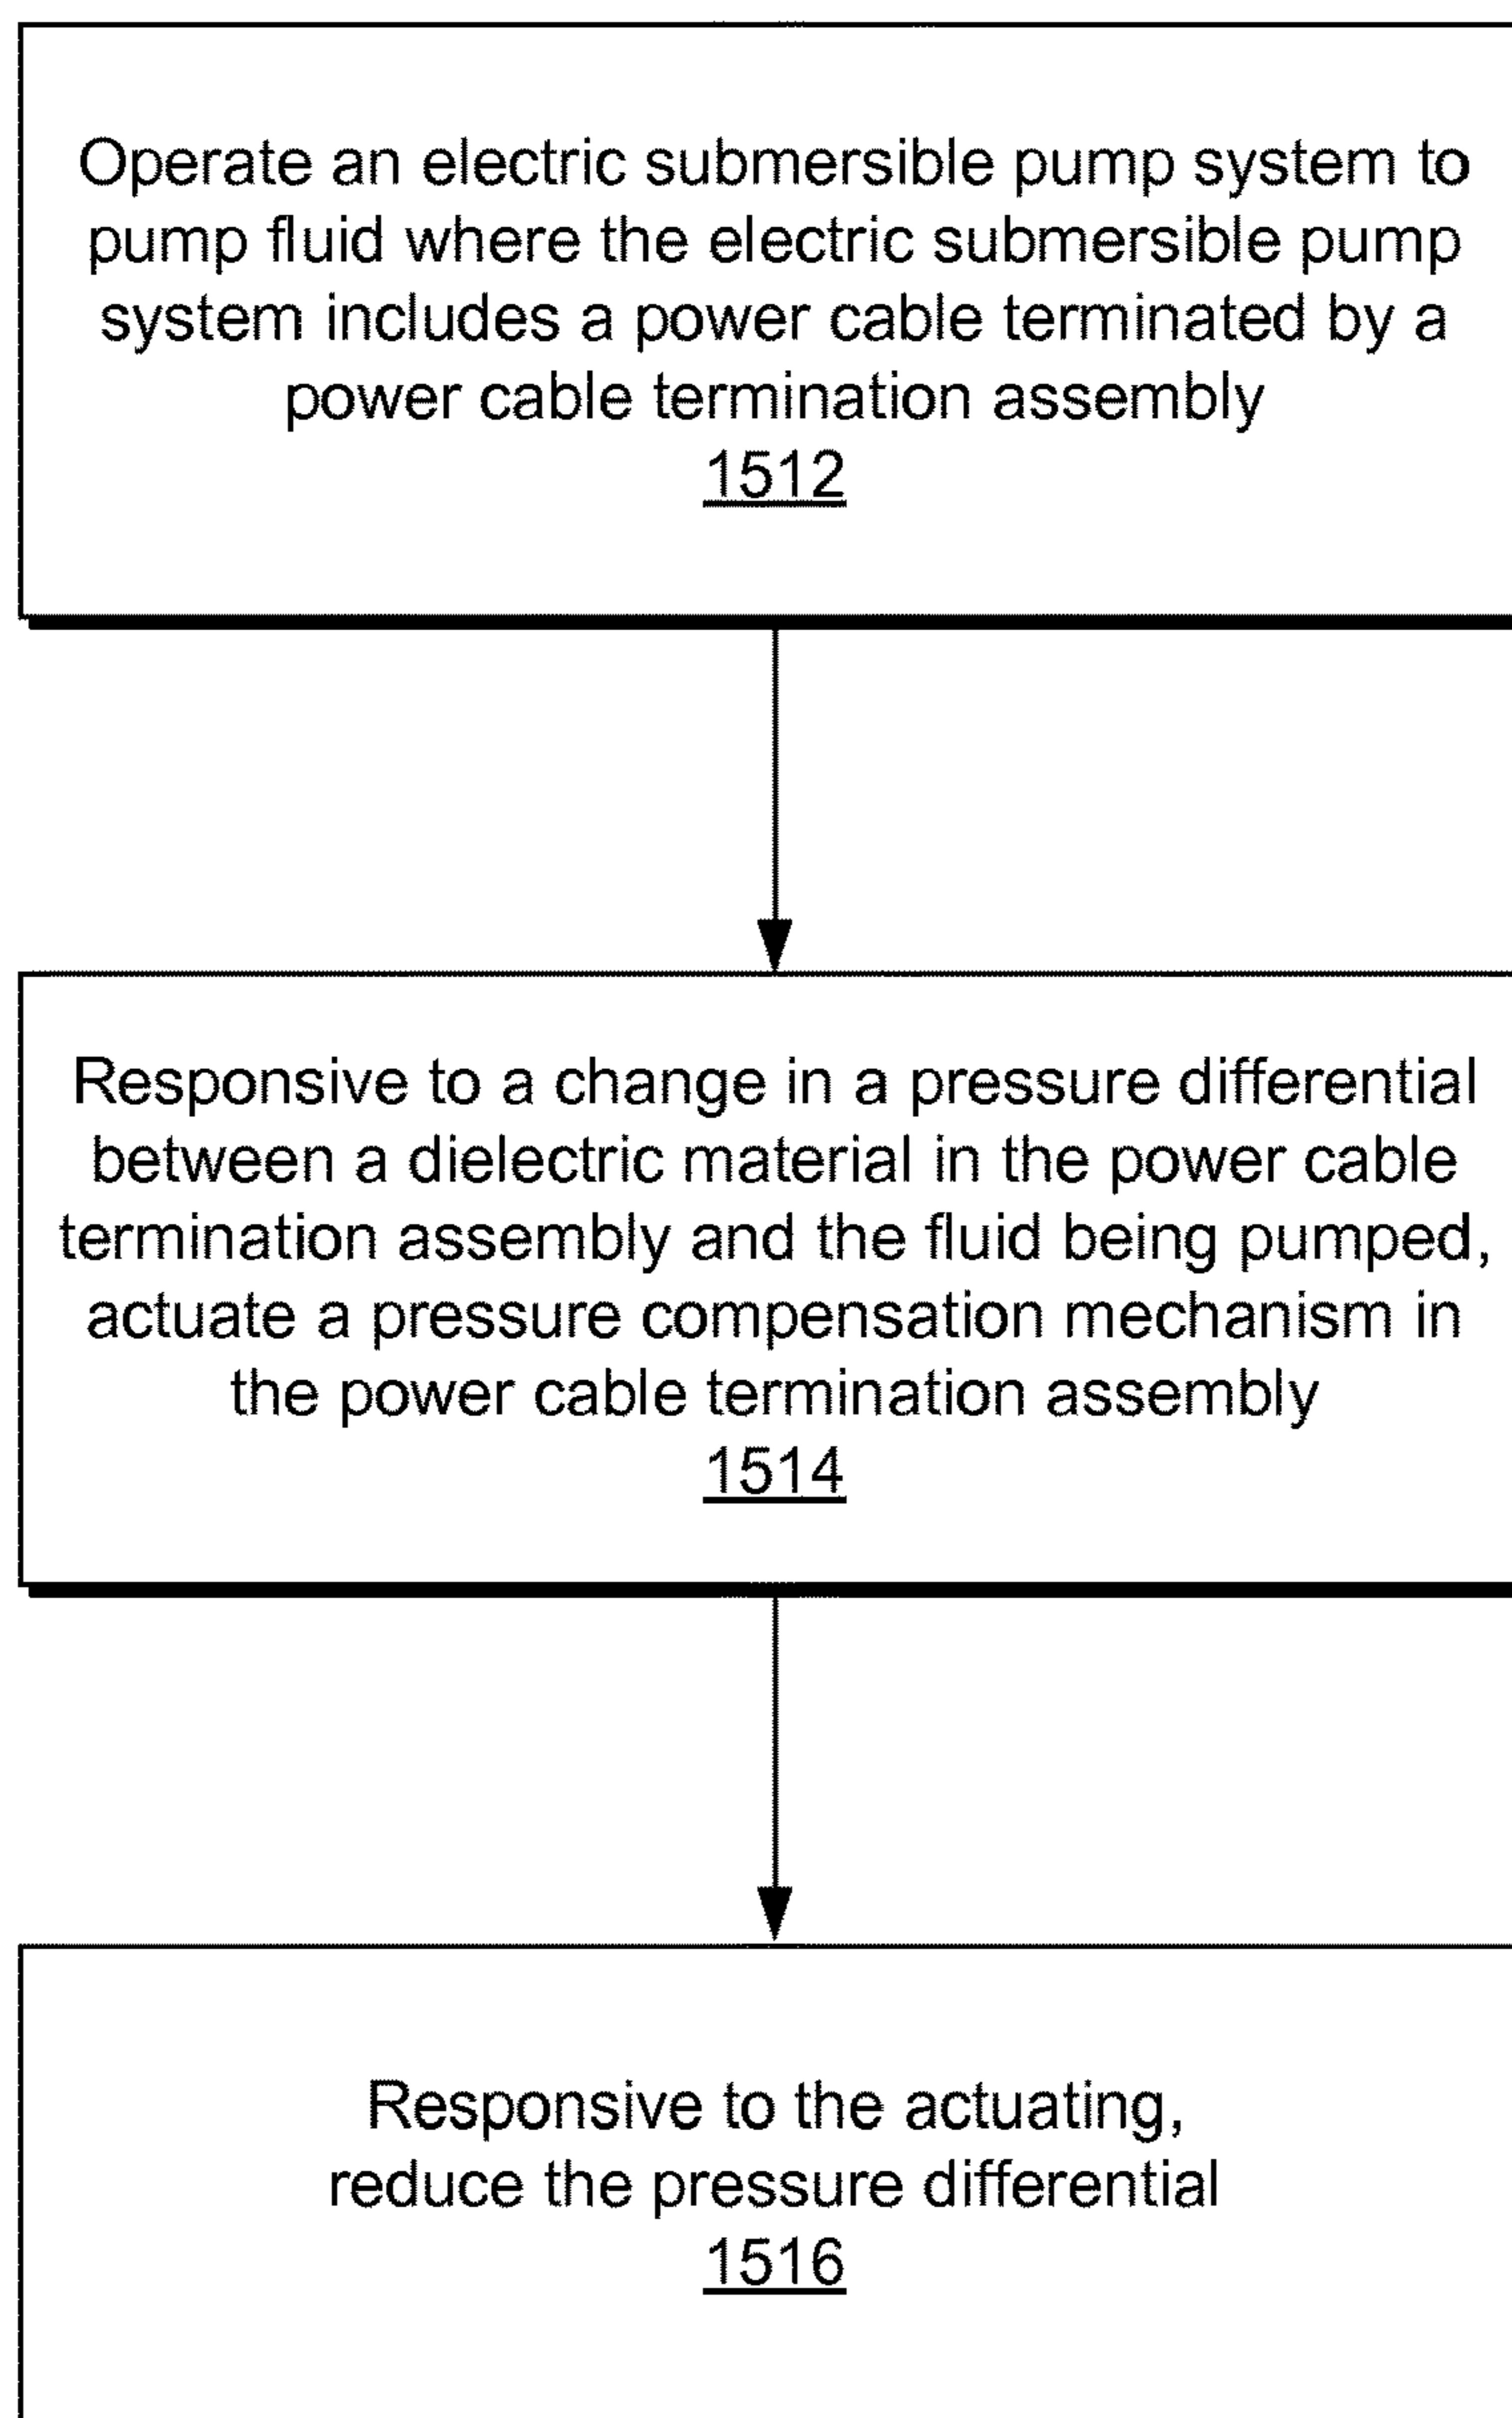 Operate an electric submersible pump system to
pump fluid where the electric submersible pump
system includes a power cable terminated by a
power cable termination assembly
1512
Responsive to a change in a pressure differential
between a dielectric material in the power cable
termination assembly and the fluid being pumped,
actuate a pressure compensation mechanism in
the power cable termination assembly
1514
Responsive to the actuating,
reduce the pressure differential
1516